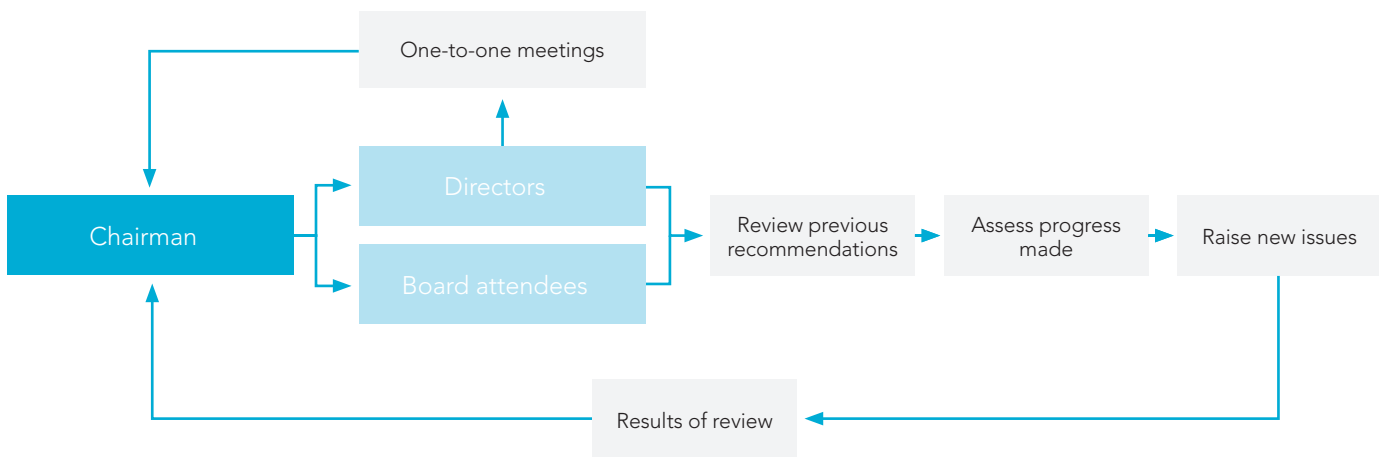 One-to-one meetings
Directors
Chairman
Board attendees
Review previous
recommendations
Assess progress
made
Raise new issues
Results of review